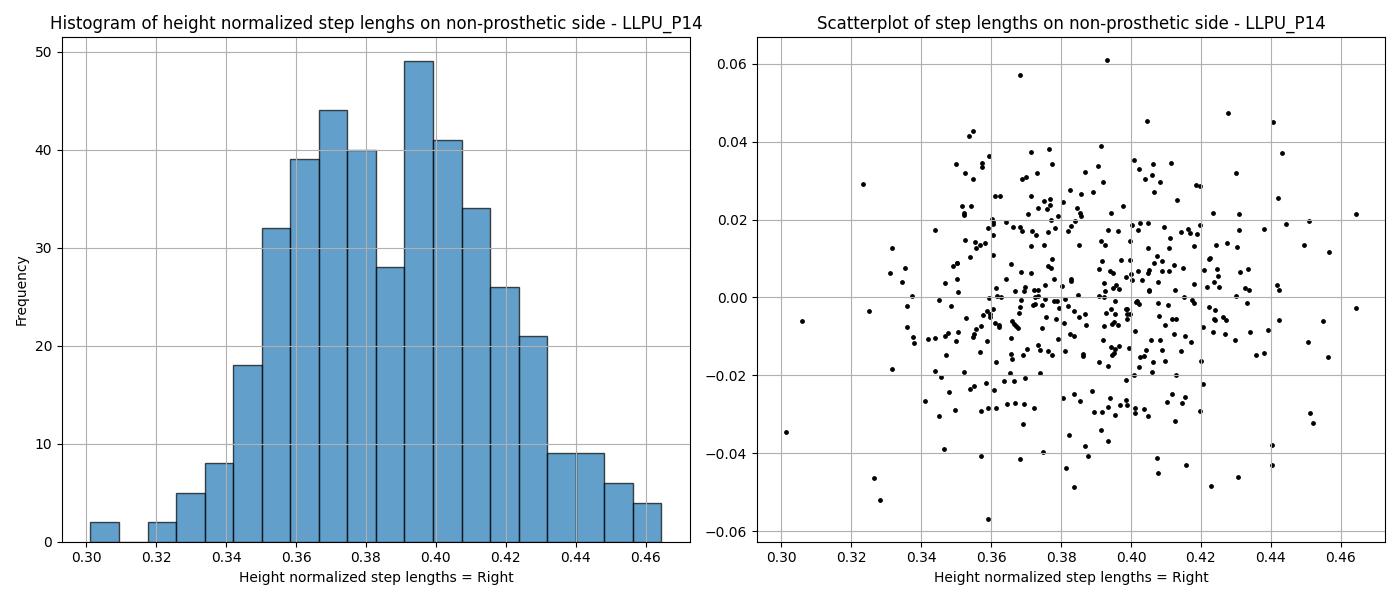 Histogram of height normalized step lenghs on non-prosthetic side - LLPU_P14
50
40
30
20
10
0
Frequency
0.30 0.32 0.34 0.36 0.38 0.40 0.42 0.44 0.46
Height normalized step lengths = Right
Scatterplot of step lengths on non-prosthetic side - LLPU_P14
0.06
0.04
0.02
0.00
−0.02
−0.04
−0.06
0.30 0.32 0.34 0.36 0.38 0.40 0.42 0.44 0.46
Height normalized step lengths = Right